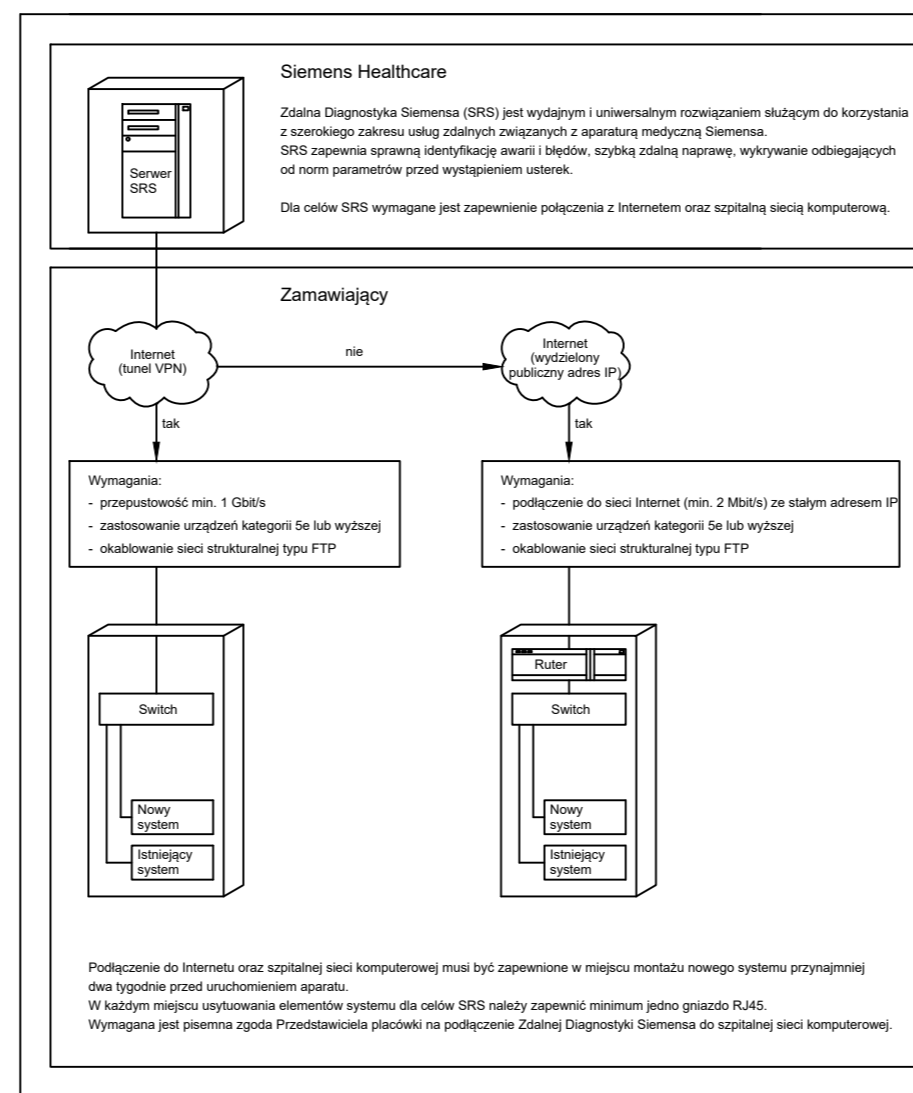 Siemens Healthcare
Zdalna Diagnostyka Siemensa (SRS) jest wydajnym i uniwersalnym rozwiązaniem służącym do korzystania
z szerokiego zakresu usług zdalnych związanych z aparaturą medyczną Siemensa.
SRS zapewnia sprawną identyfikację awarii i błędów, szybką zdalną naprawę, wykrywanie odbiegających
od norm parametrów przed wystąpieniem usterek.
Dla celów SRS wymagane jest zapewnienie połączenia z Internetem oraz szpitalną siecią komputerową.
Serwer
SRS
Zamawiający
Internet
(tunel VPN)
nie
Internet
(wydzielony
publiczny adres IP)
tak
tak
Wymagania:
- przepustowość min. 1 Gbit/s
- zastosowanie urządzeń kategorii 5e lub wyższej
- okablowanie sieci strukturalnej typu FTP
Wymagania:
- podłączenie do sieci Internet (min. 2 Mbit/s) ze stałym adresem IP
- zastosowanie urządzeń kategorii 5e lub wyższej
- okablowanie sieci strukturalnej typu FTP
Switch
Nowy
system
Istniejący
system
Ruter
Switch
Nowy
system
Istniejący
system
Podłączenie do Internetu oraz szpitalnej sieci komputerowej musi być zapewnione w miejscu montażu nowego systemu przynajmniej
dwa tygodnie przed uruchomieniem aparatu.
W każdym miejscu usytuowania elementów systemu dla celów SRS należy zapewnić minimum jedno gniazdo RJ45.
Wymagana jest pisemna zgoda Przedstawiciela placówki na podłączenie Zdalnej Diagnostyki Siemensa do szpitalnej sieci komputerowej.